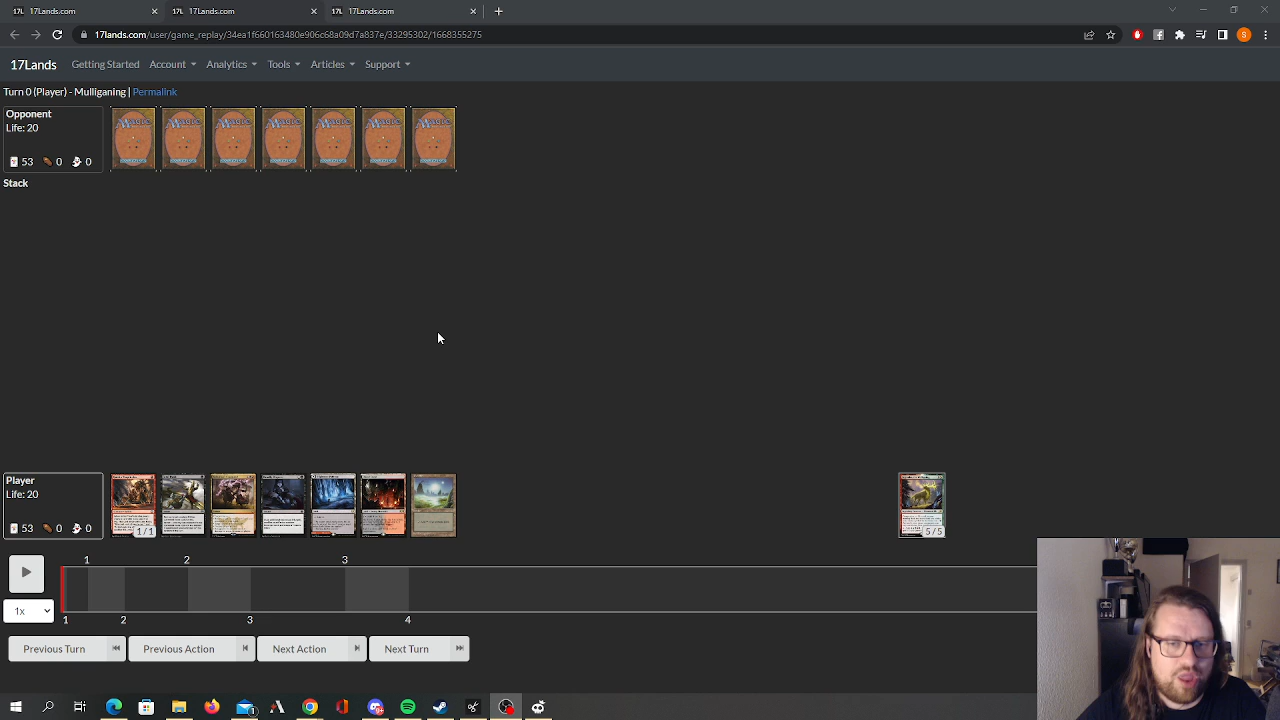 17Lands.com
17Lands.com
17Lands.com
17lands.com/user/game_replay/34ea1f660163480e906c68a09d7a837e/33295302/1668355275
17Lands
Getting Started
Account
Analytics
Tools
Articles
Support
Turn 0 (Player) - Mulliganing | Permalink
Opponent
Life: 20
53 0 0
Stack
Player
Life: 20
53 0 0
1/1
5/5
1 2 3
1x
1 2 3 4
Previous Turn
Previous Action
Next Action
Next Turn